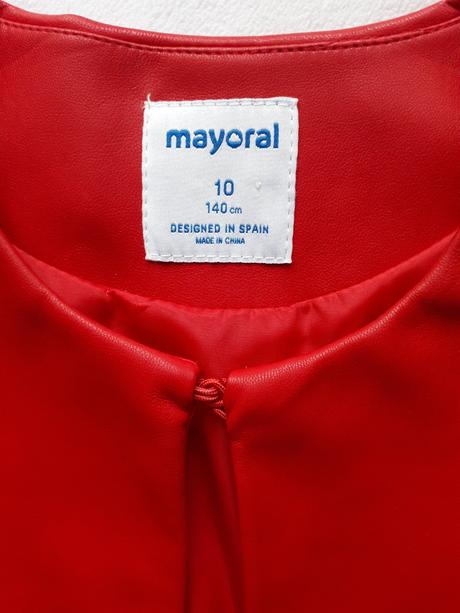 mayoral
10
140 cm
DESIGNED IN SPAIN
MADE IN CHINA